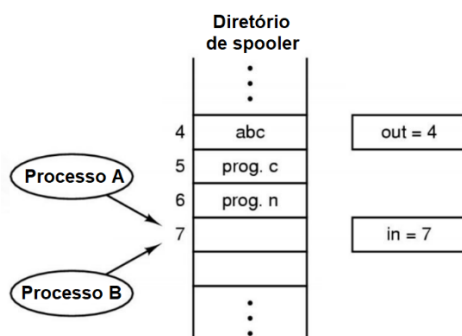 Diretório
de spooler
4 abc out = 4
5 prog. c
Processo A
6 prog. n
7 in = 7
Processo B